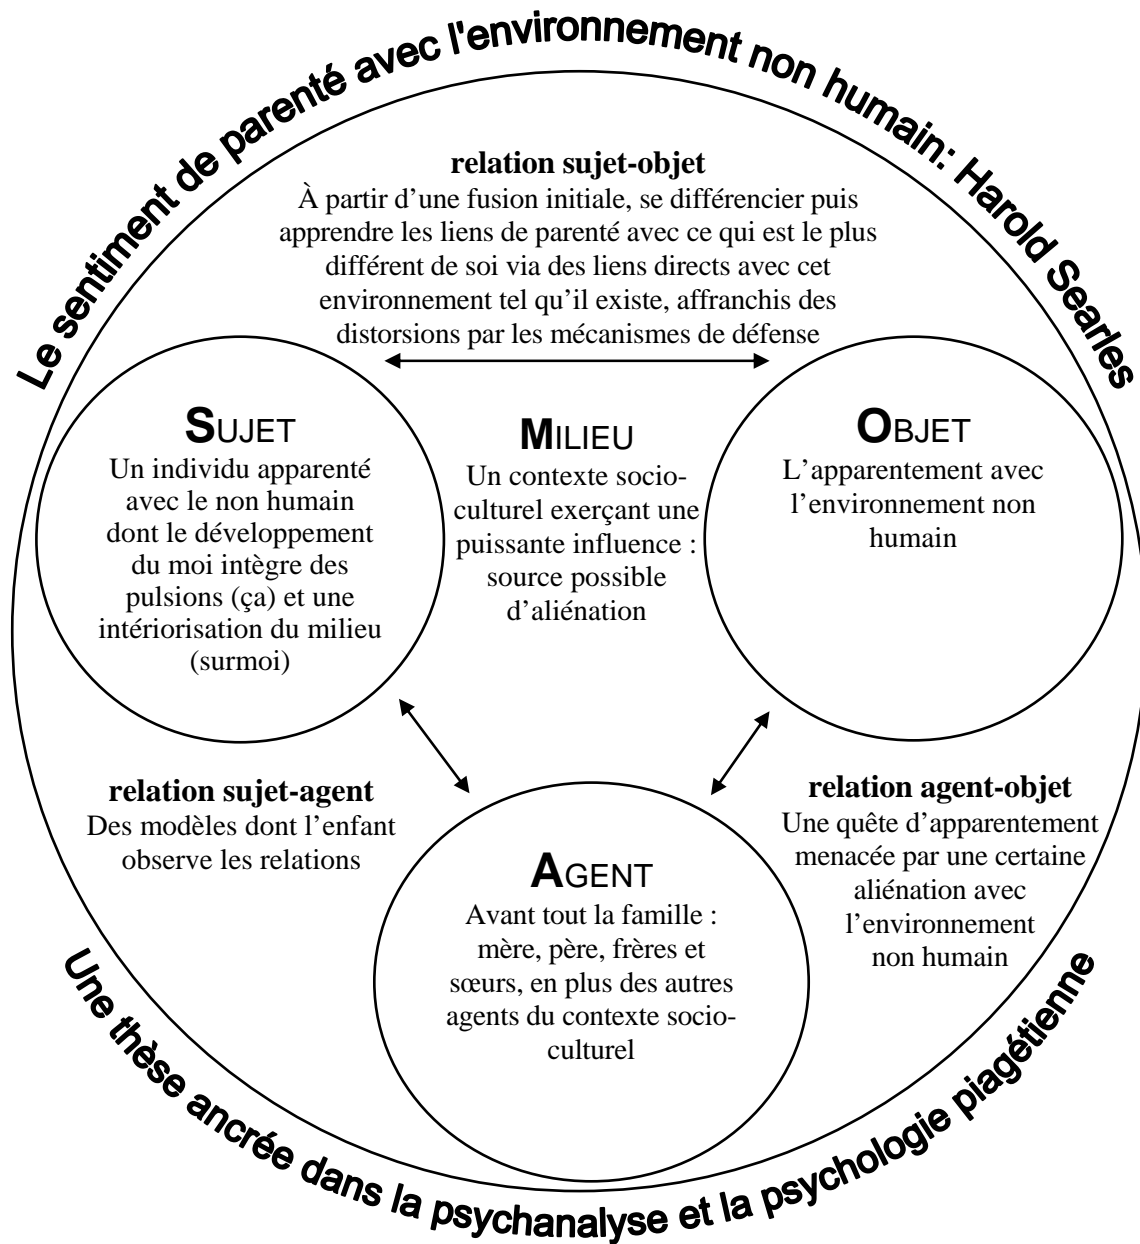 Le sentiment de parenté avec l'environnement non humain: Harold Searles
relation sujet-objet
À partir d’une fusion initiale, se différencier puis
apprendre les liens de parenté avec ce qui est le plus
différent de soi via des liens directs avec cet
environnement tel qu’il existe, affranchis des
distorsions par les mécanismes de défense
SUJET
Un individu apparenté
avec le non humain
dont le développement
du moi intègre des
pulsions (ça) et une
intériorisation du milieu
(surmoi)
MILIEU
Un contexte socio-
culturel exerçant une
puissante influence :
source possible
d’aliénation
OBJET
L’apparentement avec
l’environnement non
humain
relation sujet-agent
Des modèles dont l’enfant
observe les relations
AGENT
Avant tout la famille :
mère, père, frères et
sœurs, en plus des autres
agents du contexte socio-
culturel
relation agent-objet
Une quête d’apparentement
menacée par une certaine
aliénation avec
l’environnement
non humain
Une thèse ancrée dans la psychanalyse et la psychologie piagétienne